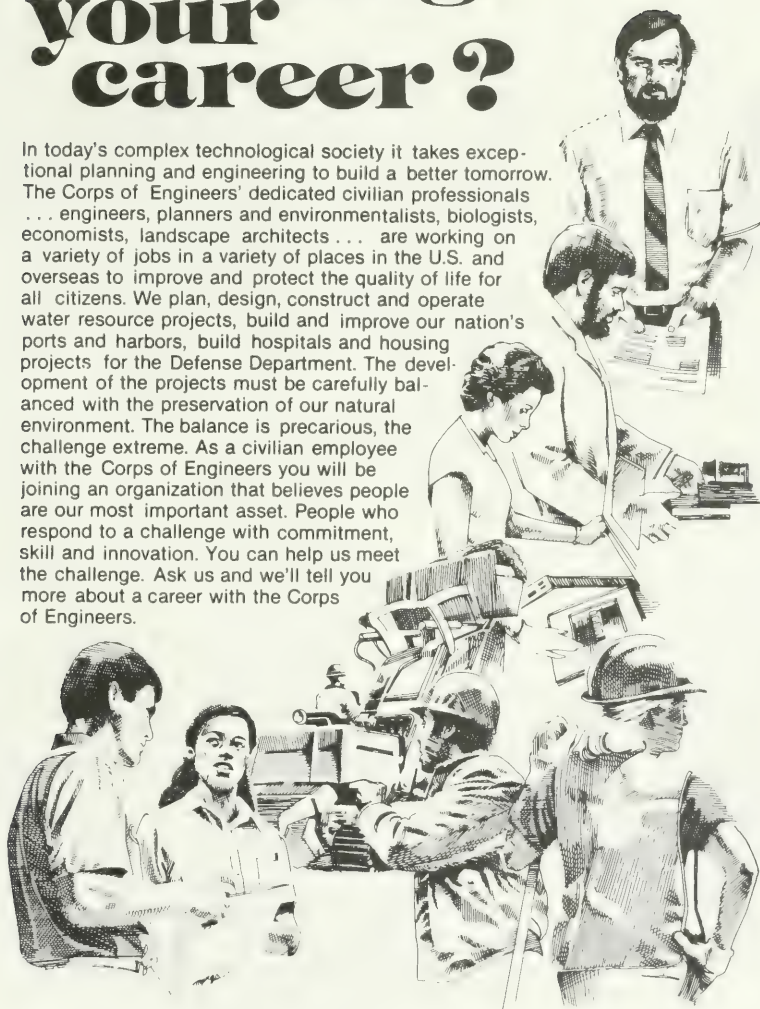 your
career?
In today's complex technological society it takes excep-
tional planning and engineering to build a better tomorrow.
The Corps of Engineers' dedicated civilian professionals
... engineers, planners and environmentalists, biologists,
economists, landscape architects ... are working on
a variety of jobs in a variety of places in the U.S. and
overseas to improve and protect the quality of life for
all citizens. We plan, design, construct and operate
water resource projects, build and improve our nation's
ports and harbors, build hospitals and housing
projects for the Defense Department. The devel-
opment of the projects must be carefully bal-
anced with the preservation of our natural
environment. The balance is precarious, the
challenge extreme. As a civilian employee
with the Corps of Engineers you will be
joining an organization that believes people
are our most important asset. People who
respond to a challenge with commitment,
skill and innovation. You can help us meet
the challenge. Ask us and we'll tell you
more about a career with the Corps
of Engineers.